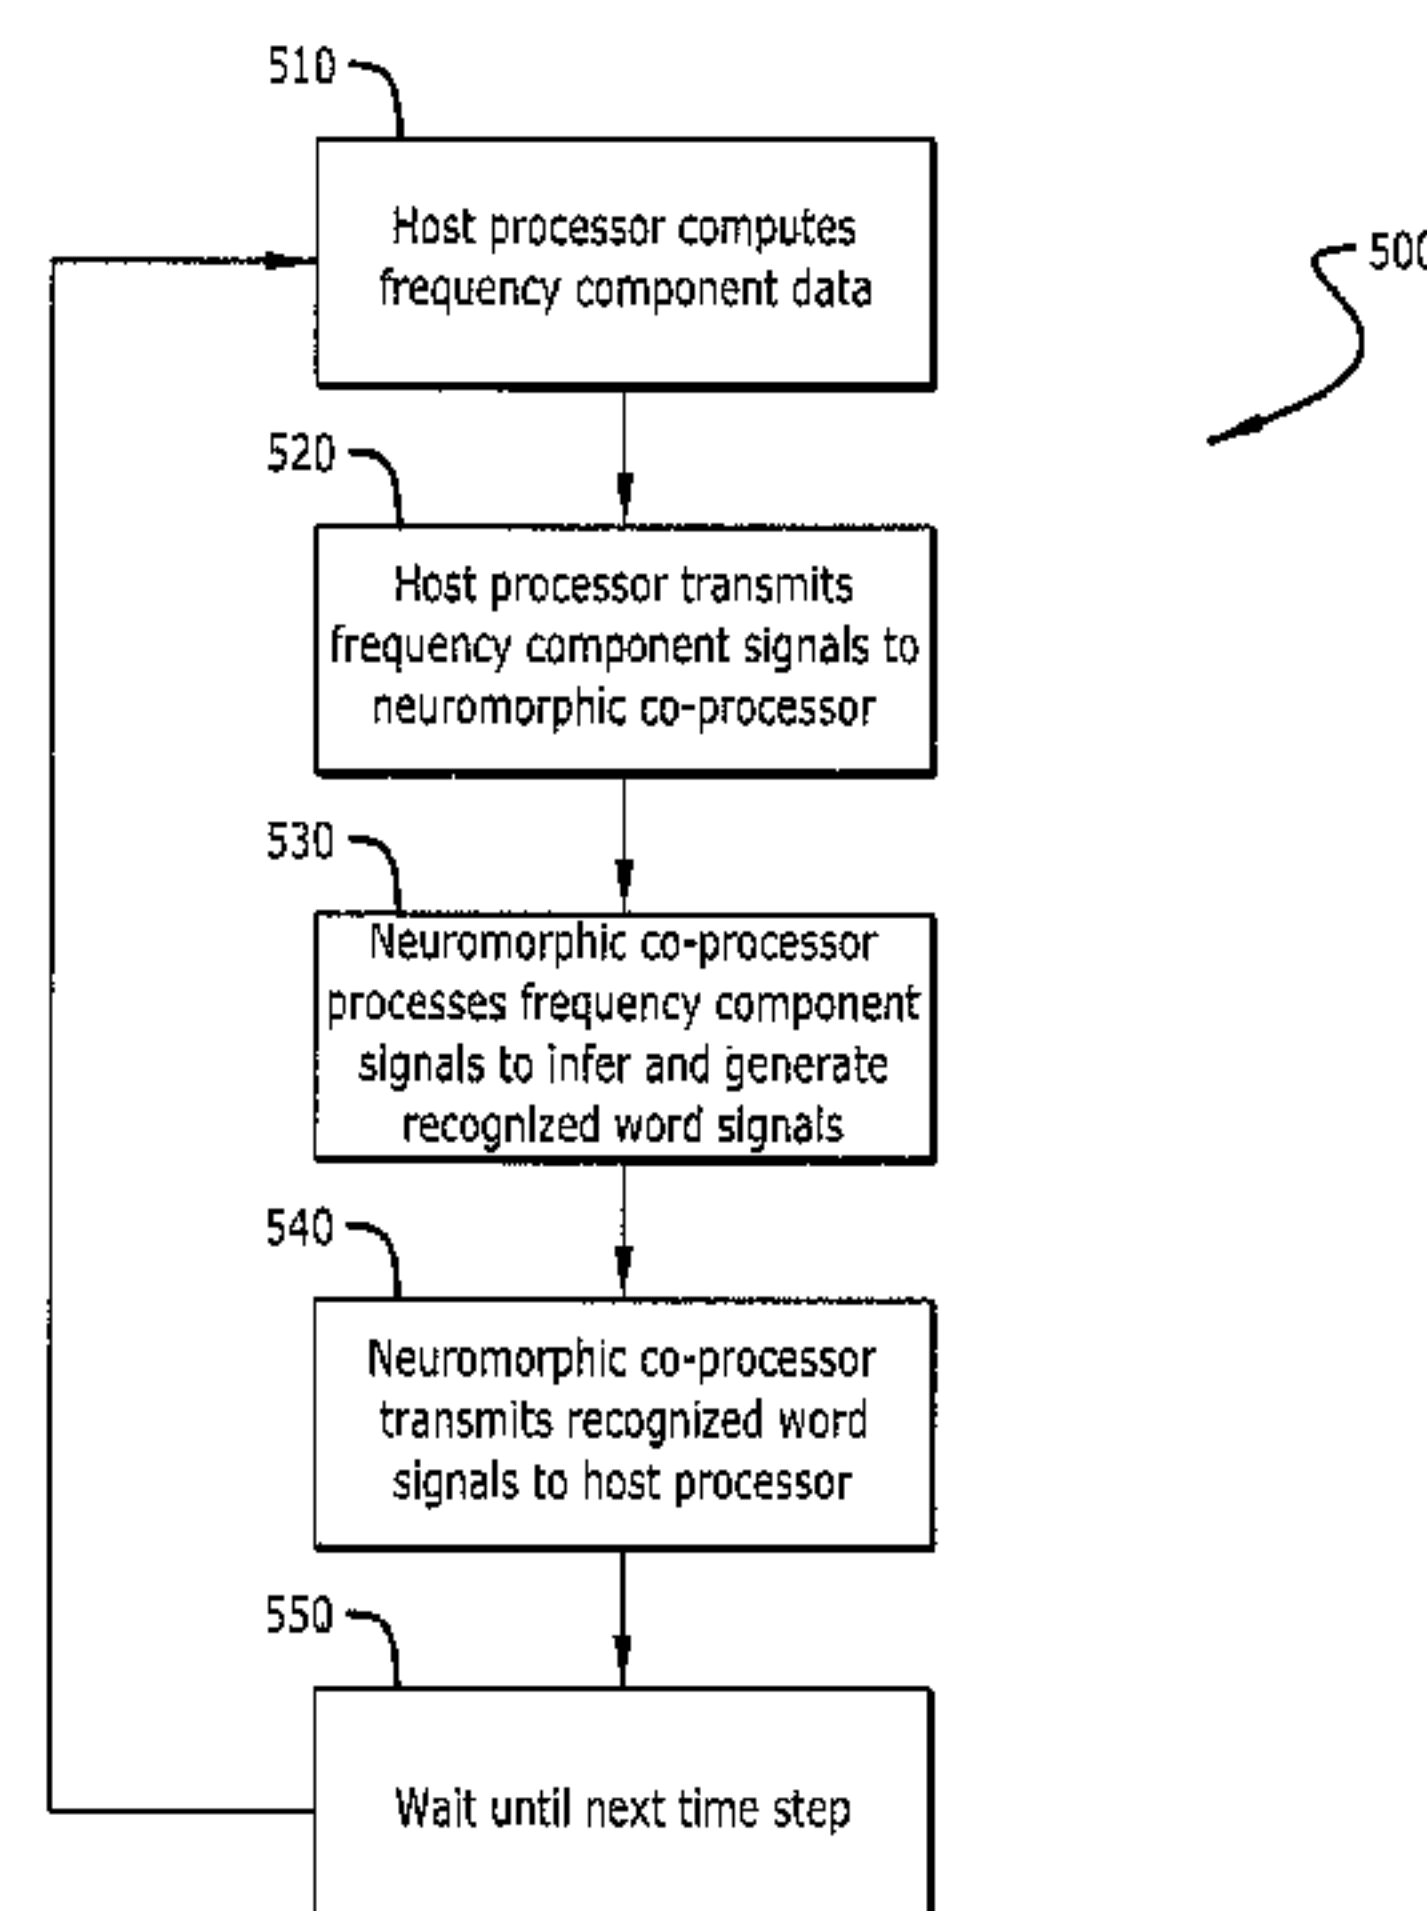 510
Host processor computes
frequency component data
500
520
Host processor transmits
frequency component signals to
neuromorphic co-processor
530
Neuromorphic co-processor
processes frequency component
signals to infer and generate
recognized word signals
540
Neuromorphic co-processor
transmits recognized word
signals to host processor
550
Wait until next time step